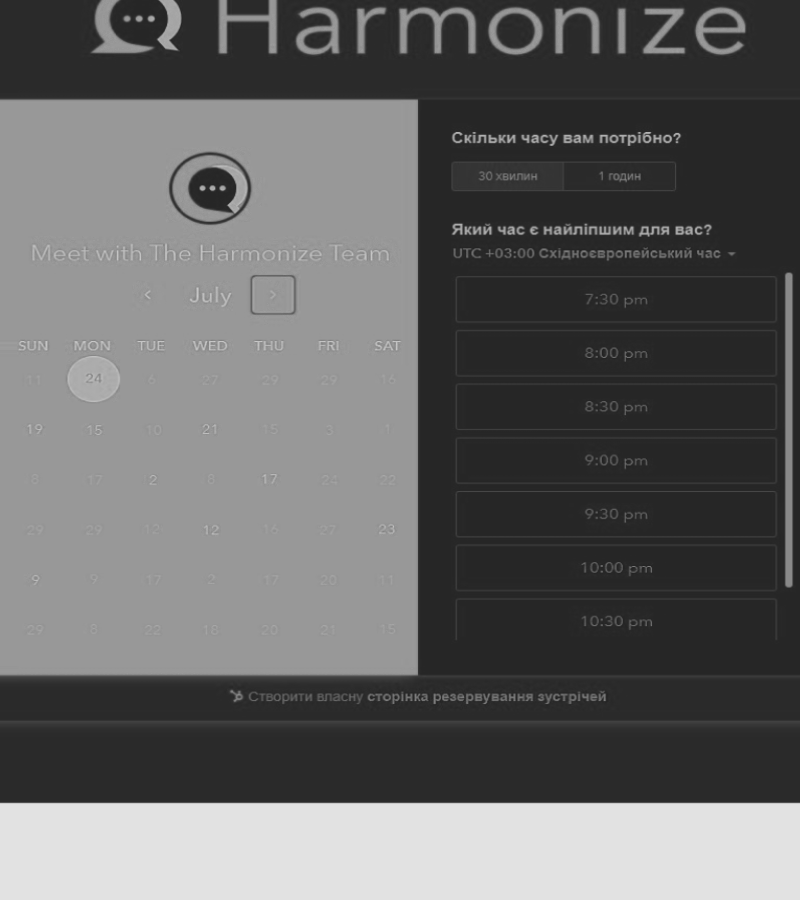 Harmonize
Meet with The Harmonize Team
July
SUN MON TUE WED THU FRI SAT
11 24 6 27 29 29 16
19 15 10 21 15 3 1
8 17 2 8 17 24 22
29 29 12 12 16 27 23
9 9 17 2 17 20 11
29 8 22 18 20 21 15
Скільки часу вам потрібно?
30 хвилин 1 годин
Який час є найліпшим для вас?
UTC +03:00 Східноєвропейський час
7:30 pm
8:00 pm
8:30 pm
9:00 pm
9:30 pm
10:00 pm
10:30 pm
Створити власну сторінка резервування зустрічей